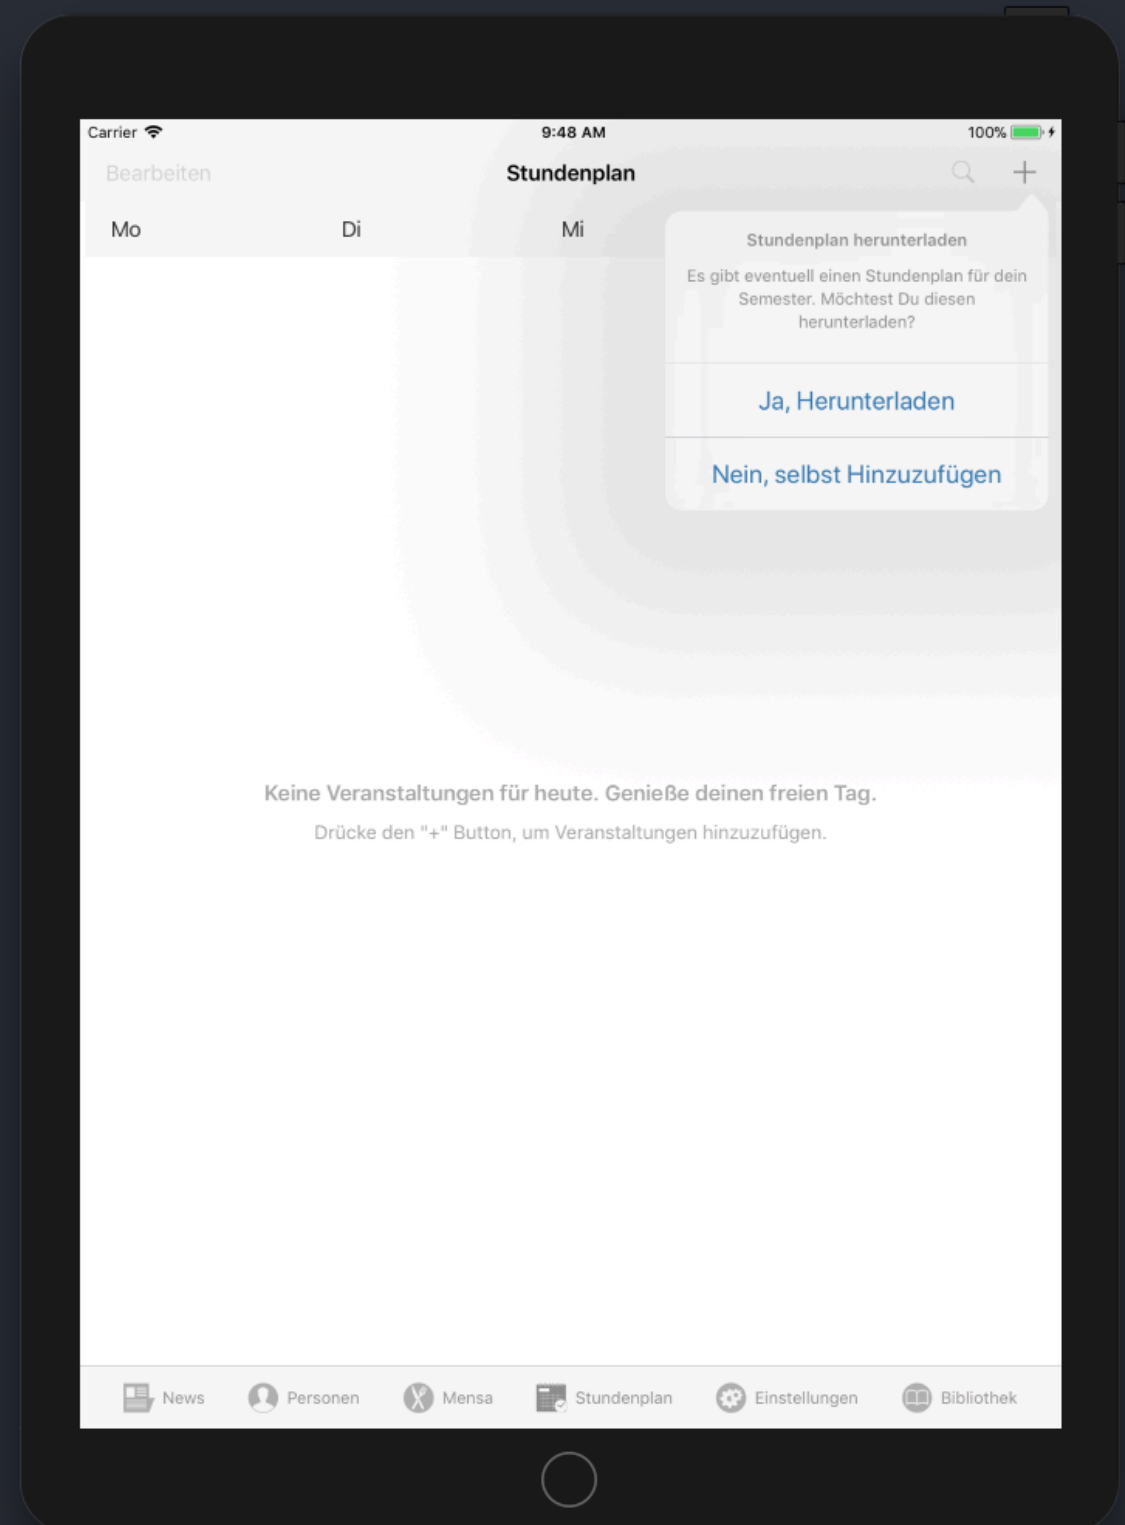 Carrier 9:48 AM 100%
Bearbeiten Stundenplan
Mo Di Mi
Stundenplan herunterladen
Es gibt eventuell einen Stundenplan für dein
Semester. Möchtest Du diesen
herunterladen?
Ja, Herunterladen
Nein, selbst Hinzuzufügen
Keine Veranstaltungen für heute. Genieße deinen freien Tag.
Drücke den "+" Button, um Veranstaltungen hinzuzufügen.
News Personen Mensa Stundenplan Einstellungen Bibliothek